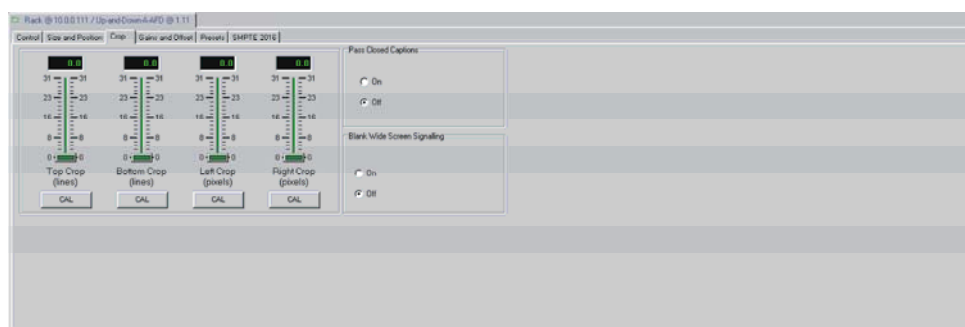 Rack @ 10.0.0.111 / Up-and-Down-A-AFD @ 1.11
Control Size and Position Crop Gains and Offset Presets SMPTE 2016
0.0 0.0 0.0 0.0
31 31 31 31 31 31 31 31
23 23 23 23 23 23 23 23
16 16 16 16 16 16 16 16
8 8 8 8 8 8 8 8
0 0 0 0 0 0 0 0
Top Crop Bottom Crop Left Crop Right Crop
(lines) (lines) (pixels) (pixels)
CAL CAL CAL CAL
Pass Closed Captions
On
Off
Blank Wide Screen Signalling
On
Off